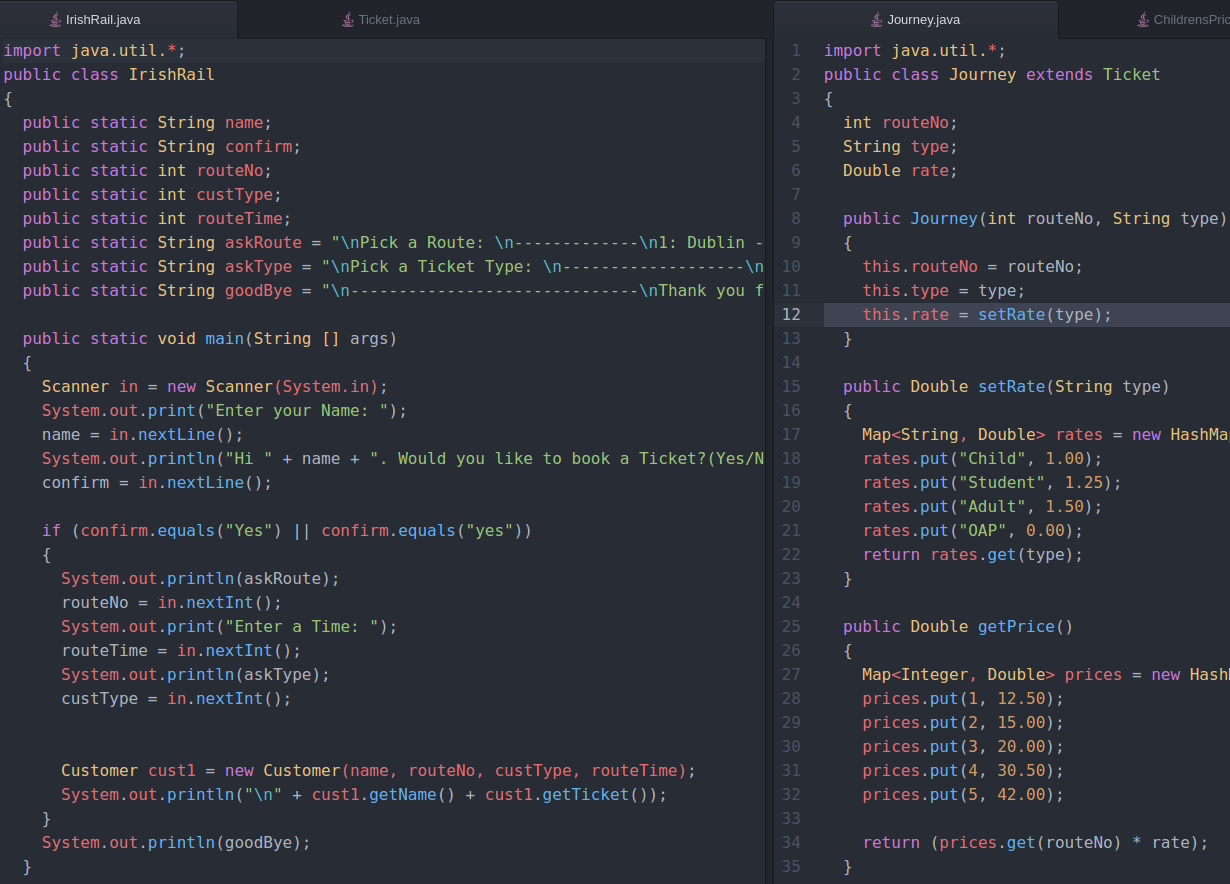 IrishRail.java
Ticket.java
import java.util.*;
public class IrishRail
{
  public static String name;
  public static String confirm;
  public static int routeNo;
  public static int custType;
  public static int routeTime;
  public static String askRoute = "\nPick a Route: \n-------------\n1: Dublin -
  public static String askType = "\nPick a Ticket Type: \n-------------------\n
  public static String goodBye = "\n------------------------------\nThank you f
  public static void main(String [] args)
  {
    Scanner in = new Scanner(System.in);
    System.out.print("Enter your Name: ");
    name = in.nextLine();
    System.out.println("Hi " + name + ". Would you like to book a Ticket?(Yes/N
    confirm = in.nextLine();
    if (confirm.equals("Yes") || confirm.equals("yes"))
    {
      System.out.println(askRoute);
      routeNo = in.nextInt();
      System.out.print("Enter a Time: ");
      routeTime = in.nextInt();
      System.out.println(askType);
      custType = in.nextInt();
      Customer cust1 = new Customer(name, routeNo, custType, routeTime);
      System.out.println("\n" + cust1.getName() + cust1.getTicket());
    }
    System.out.println(goodBye);
  }
Journey.java
ChildrensPric
1 import java.util.*;
2 public class Journey extends Ticket
3 {
4   int routeNo;
5   String type;
6   Double rate;
7
8   public Journey(int routeNo, String type)
9   {
10     this.routeNo = routeNo;
11     this.type = type;
12     this.rate = setRate(type);
13   }
14
15   public Double setRate(String type)
16   {
17     Map<String, Double> rates = new HashMa
18     rates.put("Child", 1.00);
19     rates.put("Student", 1.25);
20     rates.put("Adult", 1.50);
21     rates.put("OAP", 0.00);
22     return rates.get(type);
23   }
24
25   public Double getPrice()
26   {
27     Map<Integer, Double> prices = new Hash
28     prices.put(1, 12.50);
29     prices.put(2, 15.00);
30     prices.put(3, 20.00);
31     prices.put(4, 30.50);
32     prices.put(5, 42.00);
33
34     return (prices.get(routeNo) * rate);
35   }